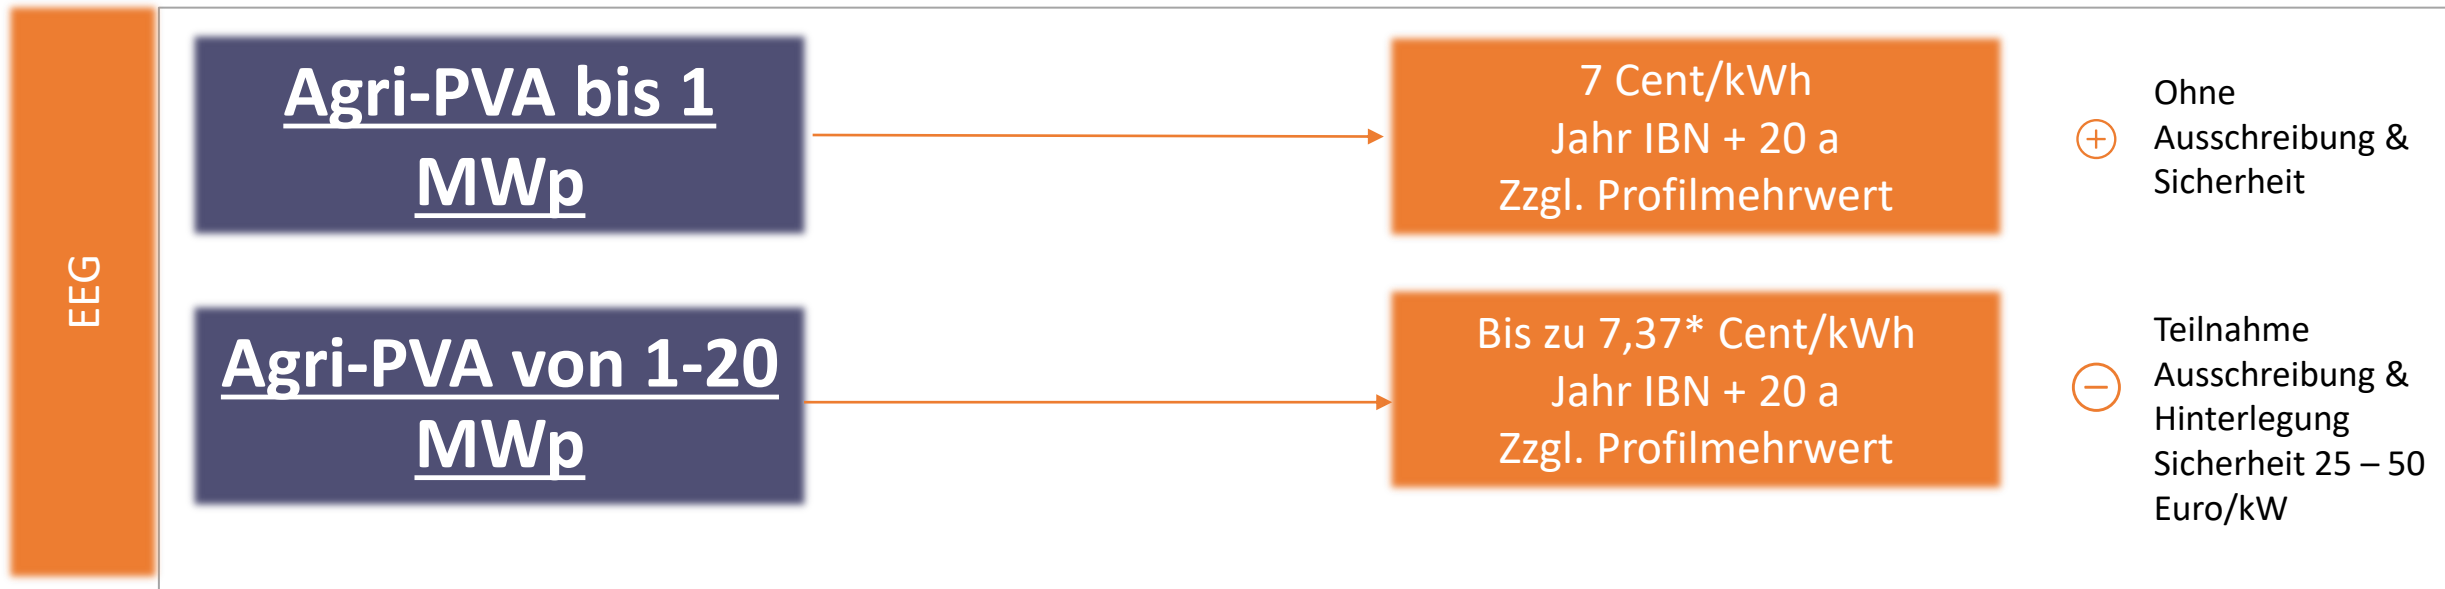 EEG
Agri-PVA bis 1
MWp
7 Cent/kWh
Jahr IBN + 20 a
Zzgl. Profilmehrwert
Ohne
Ausschreibung &
Sicherheit
Agri-PVA von 1-20
MWp
Bis zu 7,37* Cent/kWh
Jahr IBN + 20 a
Zzgl. Profilmehrwert
Teilnahme
Ausschreibung &
Hinterlegung
Sicherheit 25 – 50
Euro/kW